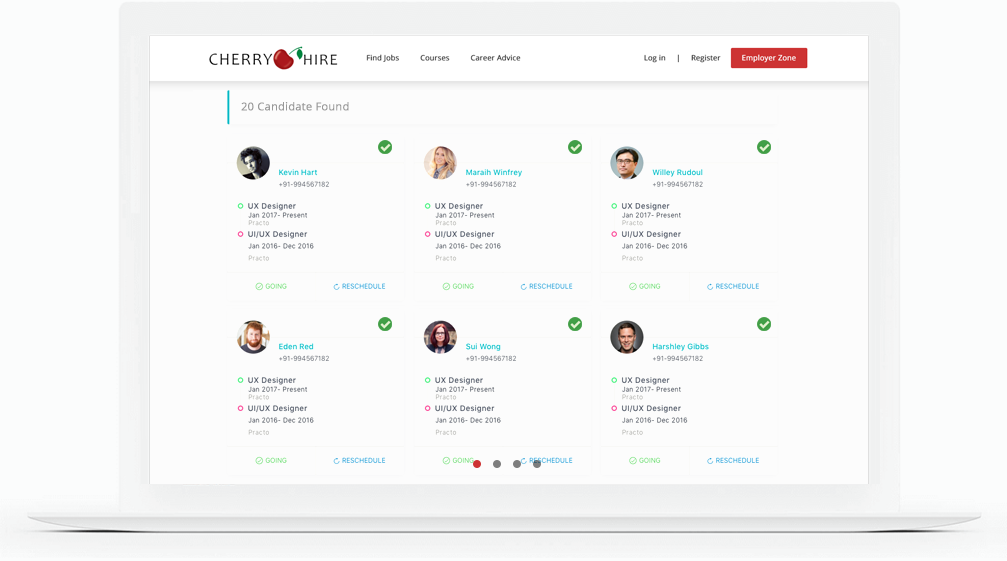 CHERRY HIRE
Find Jobs
Courses
Career Advice
Log in
|
Register
Employer Zone
20 Candidate Found
Kevin Hart
+91-994567182
UX Designer
Jan 2017- Present
Practo
UI/UX Designer
Jan 2016- Dec 2016
Practo
GOING
RESCHEDULE
Maraih Winfrey
+91-994567182
UX Designer
Jan 2017- Present
Practo
UI/UX Designer
Jan 2016- Dec 2016
Practo
GOING
RESCHEDULE
Willey Rudoul
+91-994567182
UX Designer
Jan 2017- Present
Practo
UI/UX Designer
Jan 2016- Dec 2016
Practo
GOING
RESCHEDULE
Eden Red
+91-994567182
UX Designer
Jan 2017- Present
Practo
UI/UX Designer
Jan 2016- Dec 2016
Practo
GOING
RESCHEDULE
Sui Wong
+91-994567182
UX Designer
Jan 2017- Present
Practo
UI/UX Designer
Jan 2016- Dec 2016
Practo
GOING
RESCHEDULE
Harshley Gibbs
+91-994567182
UX Designer
Jan 2017- Present
Practo
UI/UX Designer
Jan 2016- Dec 2016
Practo
GOING
RESCHEDULE